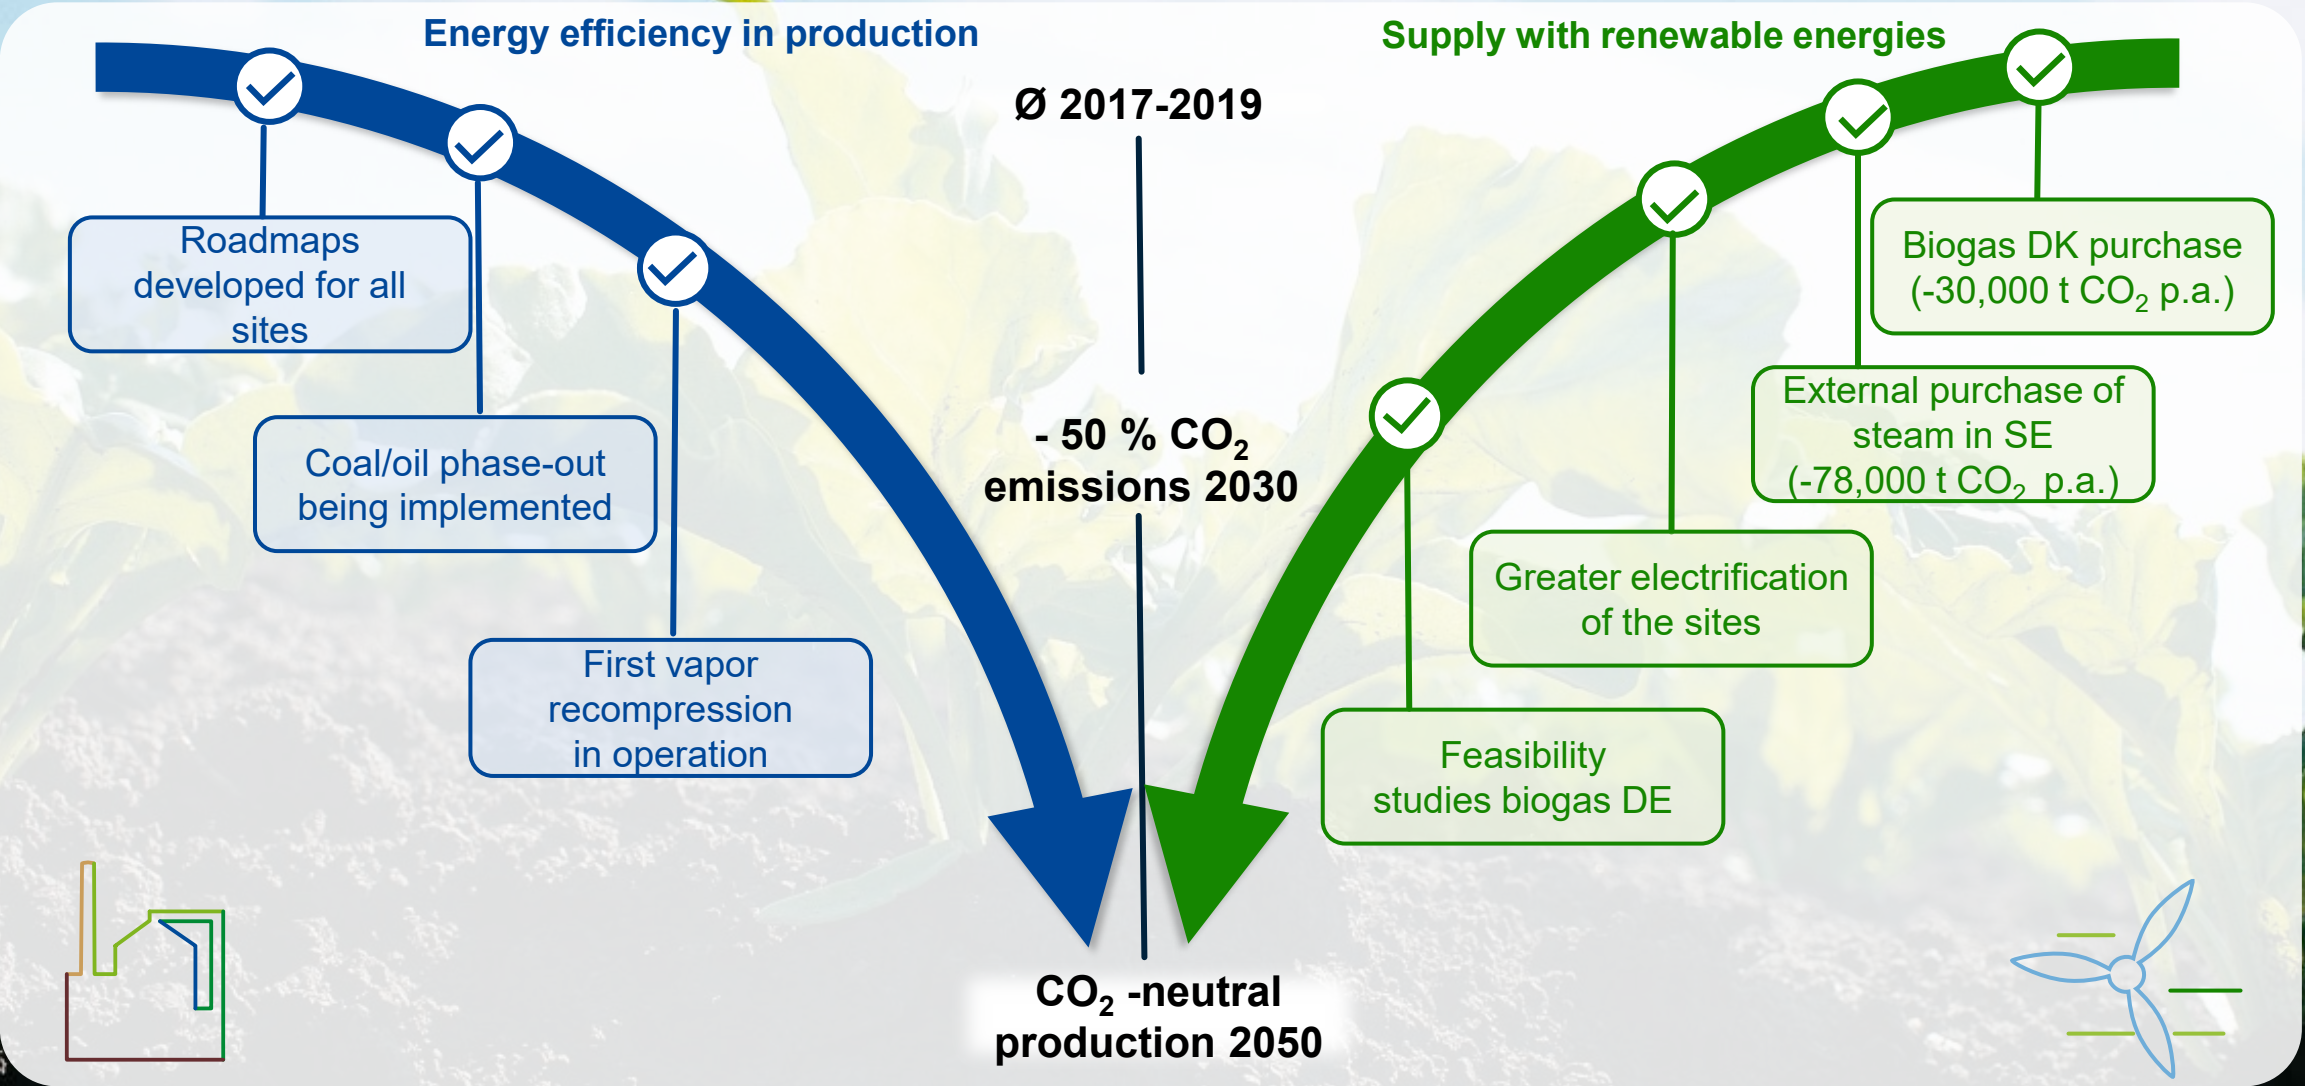 Energy efficiency in production
Supply with renewable energies
Ø 2017-2019
Roadmaps
developed for all
sites
Coal/oil phase-out
being implemented
First vapor
recompression
in operation
- 50 % CO₂
emissions 2030
Biogas DK purchase
(-30,000 t CO₂ p.a.)
External purchase of
steam in SE
(-78,000 t CO₂ p.a.)
Greater electrification
of the sites
Feasibility
studies biogas DE
CO₂ -neutral
production 2050